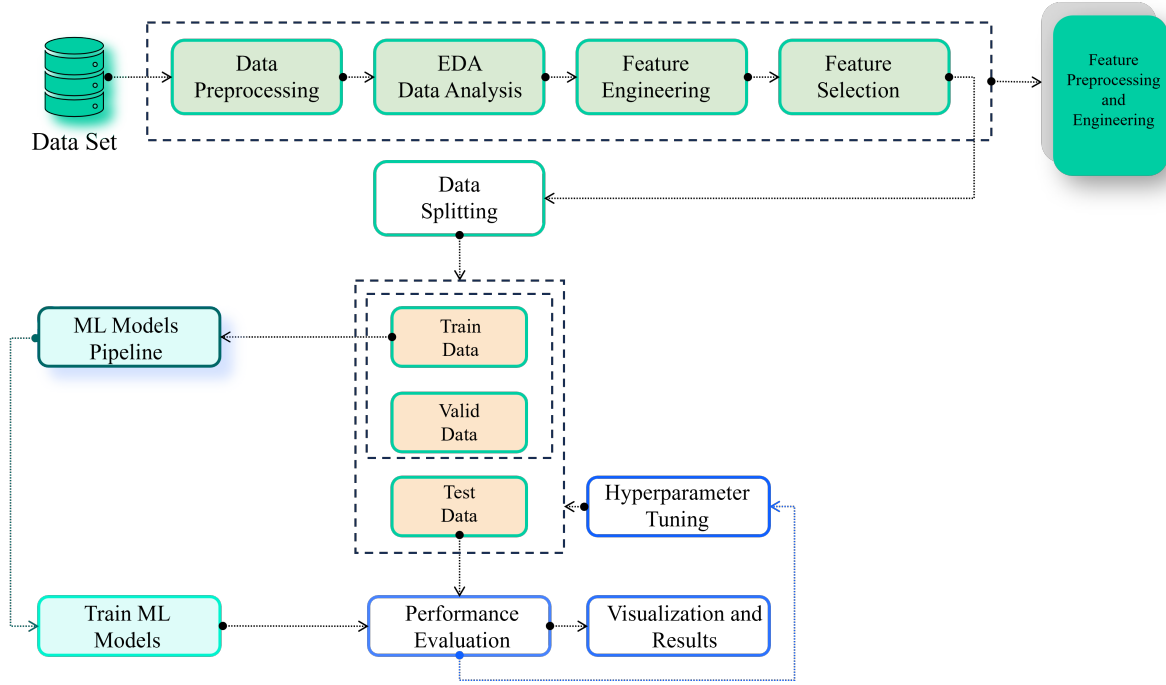 Data Set
Data
Preprocessing
EDA
Data Analysis
Feature
Engineering
Feature
Selection
Feature
Preprocessing
and
Engineering
Data
Splitting
ML Models
Pipeline
Train
Data
Valid
Data
Test
Data
Hyperparameter
Tuning
Train ML
Models
Performance
Evaluation
Visualization and
Results